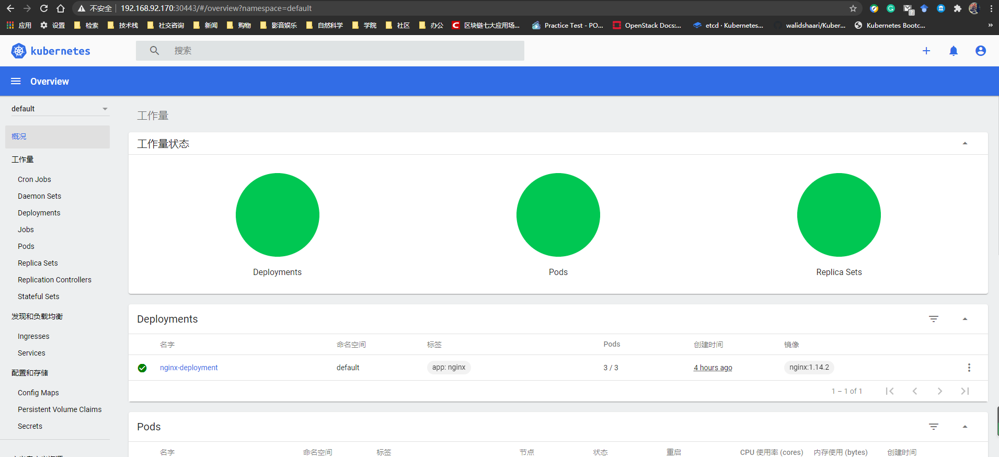 不安全 192.168.92.170:30443/#/overview?namespace=default
应用 设置 检索 技术栈 社交咨询 新闻 购物 影音娱乐 自然科学 学院 社区 办公 区块链七大应用场... Practice Test - PO... OpenStack Docs:... etcd · Kubernetes... walidshaari/Kuber... Kubernetes Bootc... »
kubernetes
搜索
Overview
default
概况
工作量
Cron Jobs
Daemon Sets
Deployments
Jobs
Pods
Replica Sets
Replication Controllers
Stateful Sets
发现和负载均衡
Ingresses
Services
配置和存储
Config Maps
Persistent Volume Claims
Secrets
工作量
工作量状态
Deployments Pods Replica Sets
Deployments
名字 命名空间 标签 Pods 创建时间 镜像
nginx-deployment default app: nginx 3 / 3 4 hours ago nginx:1.14.2
1 – 1 of 1
Pods
名字 命名空间 标签 节点 状态 重启 CPU 使用率 (cores) 内存使用 (bytes) 创建时间